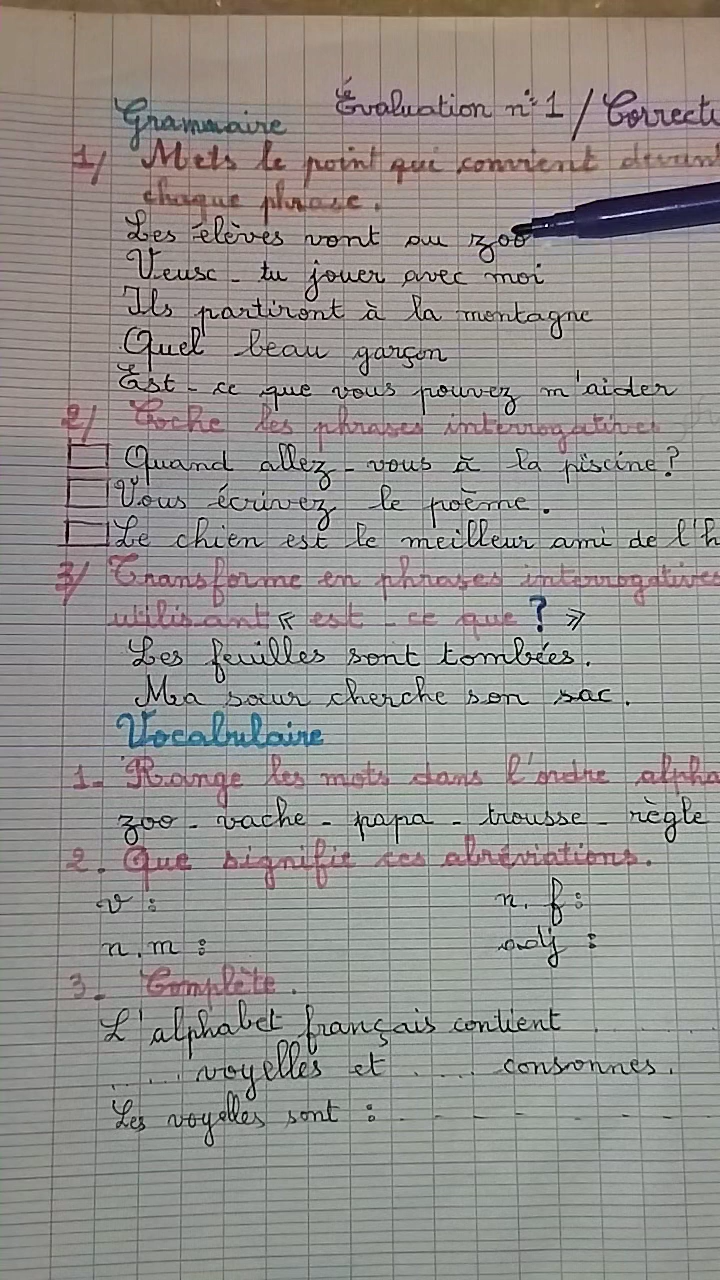 Évaluation n°1 / Correcti
Grammaire
1/ Mets le point qui convient devant
chaque phrase.
Les élèves vont au zoo
Veux-tu jouer avec moi
Ils partiront à la montagne
Quel beau garçon
Est-ce que vous pouvez m'aider
2/ Coche les phrases interrogatives
Quand allez-vous à la piscine?
Vous écrivez le poème.
Le chien est le meilleur ami de l'h
3/ Transforme en phrases interrogatives
utilisant « est-ce que ? »
Les feuilles sont tombées.
Ma sœur cherche son sac.
Vocabulaire
1. Range les mots dans l'ordre alpha
zoo - vache - papa - trousse - règle
2. Que signifie ces abréviations.
v : n. f :
n.m : adj :
3. Complète.
L'alphabet français contient ......
..... voyelles et .... consonnes.
Les voyelles sont : - - - - - - -